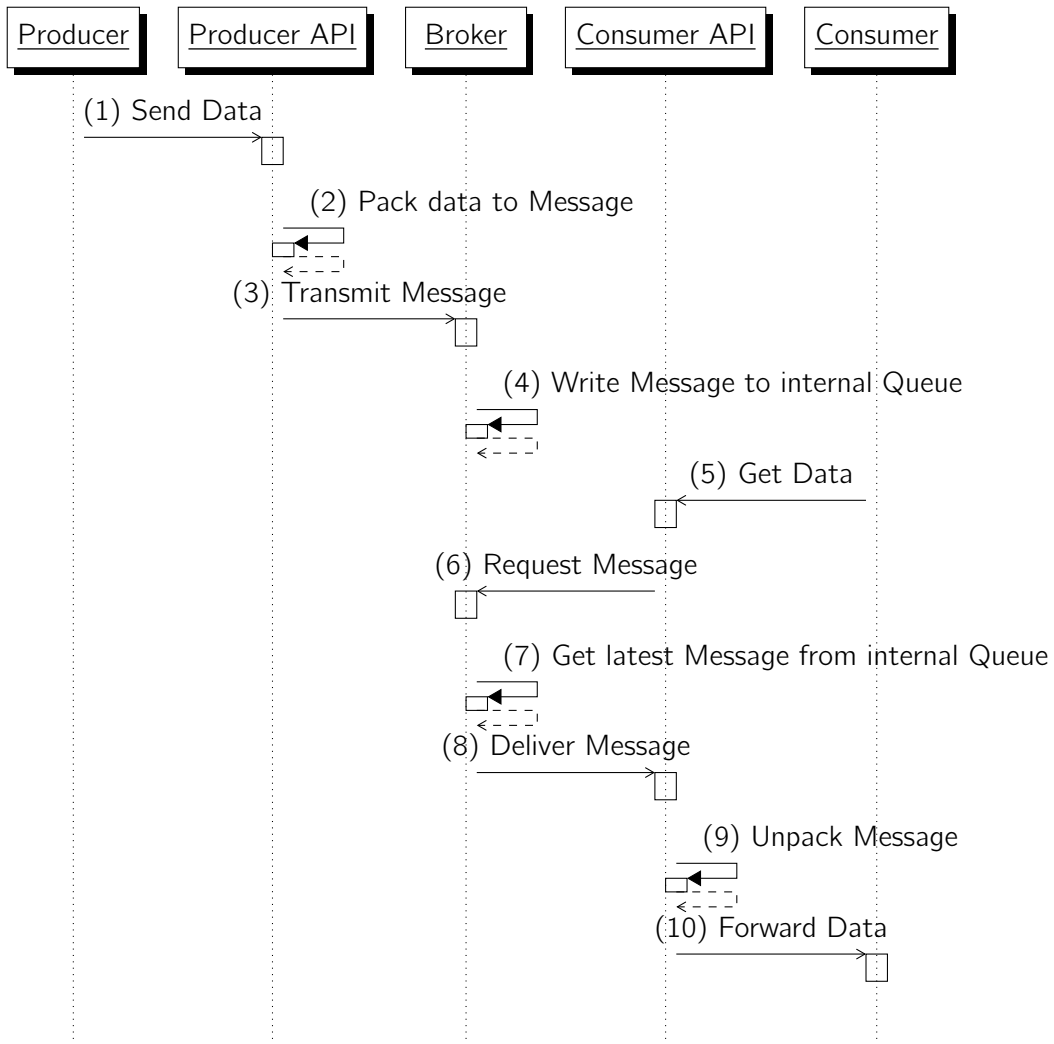 Producer
Producer API
Broker
Consumer API
Consumer
(1) Send Data
(2) Pack data to Message
(3) Transmit Message
(4) Write Message to internal Queue
(5) Get Data
(6) Request Message
(7) Get latest Message from internal Queue
(8) Deliver Message
(9) Unpack Message
(10) Forward Data